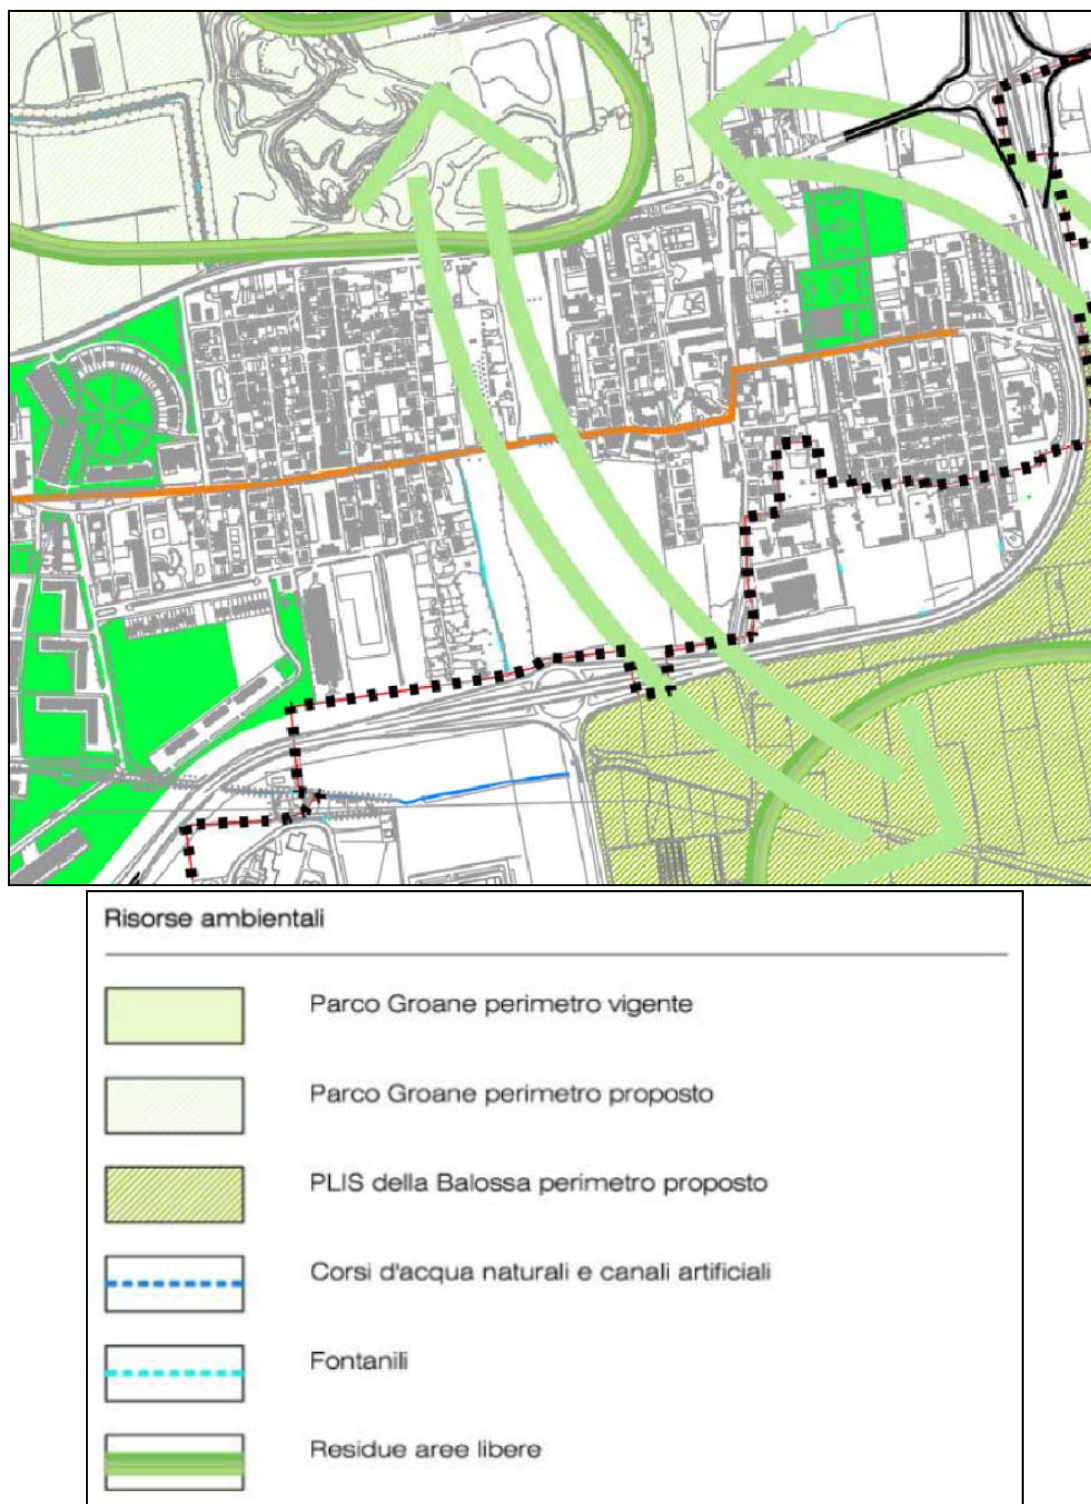 Risorse ambientali
Parco Groane perimetro vigente
Parco Groane perimetro proposto
PLIS della Balossa perimetro proposto
Corsi d'acqua naturali e canali artificiali
Fontanili
Residue aree libere